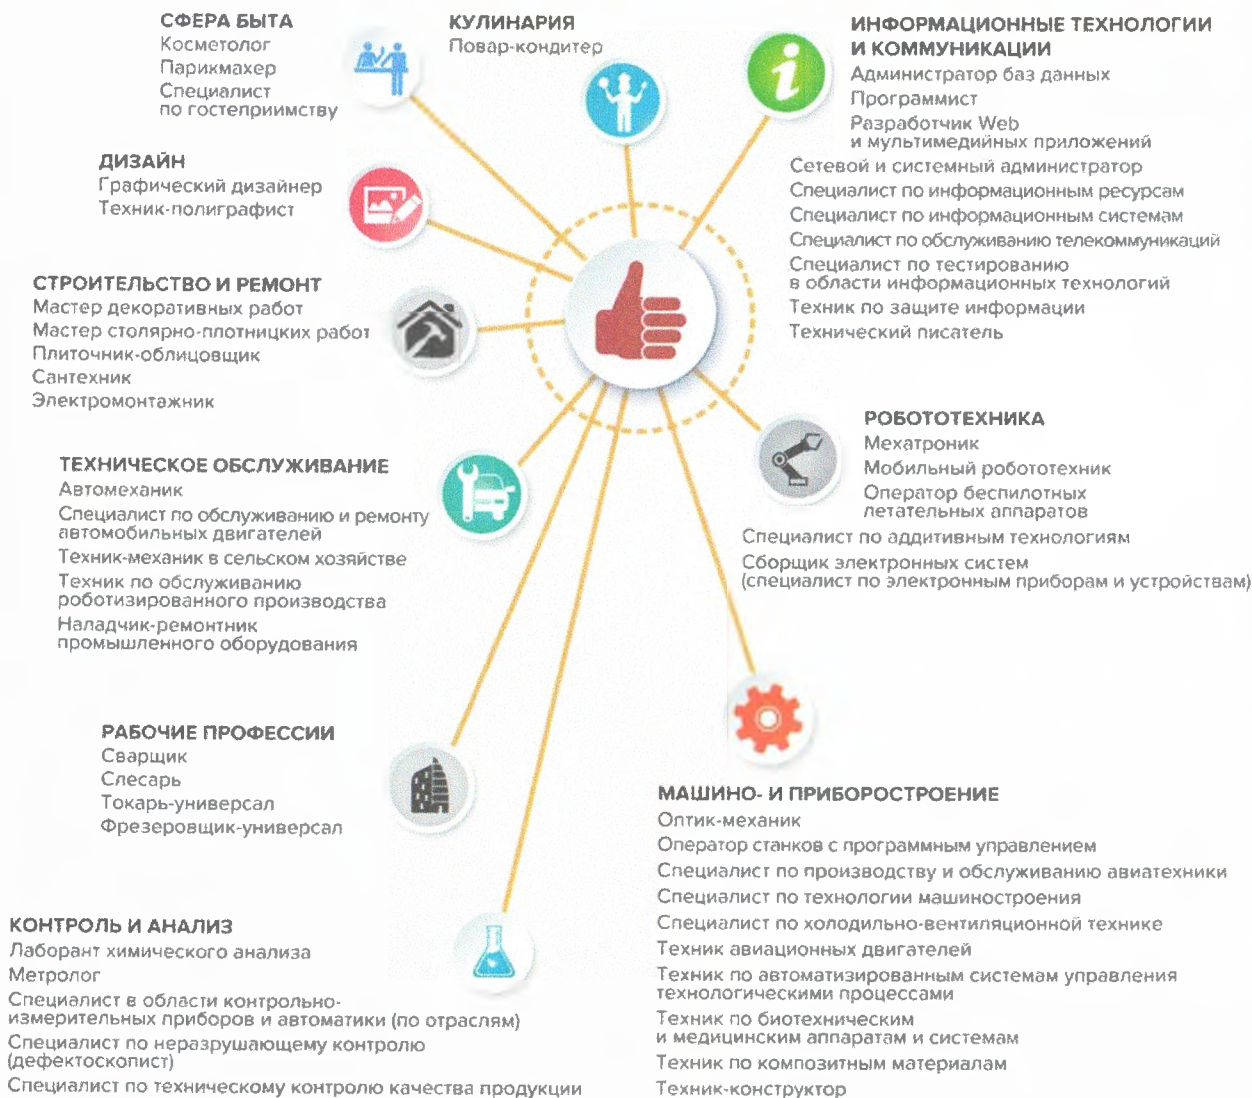 СФЕРА БЫТА
Косметолог
Парикмахер
Специалист
по гостеприимству
КУЛИНАРИЯ
Повар-кондитер
ИНФОРМАЦИОННЫЕ ТЕХНОЛОГИИ
И КОММУНИКАЦИИ
Администратор баз данных
Программист
Разработчик Web
и мультимедийных приложений
Сетевой и системный администратор
Специалист по информационным ресурсам
Специалист по информационным системам
Специалист по обслуживанию телекоммуникаций
Специалист по тестированию
в области информационных технологий
Техник по защите информации
Технический писатель
ДИЗАЙН
Графический дизайнер
Техник-полиграфист
СТРОИТЕЛЬСТВО И РЕМОНТ
Мастер декоративных работ
Мастер столярно-плотницких работ
Плиточник-облицовщик
Сантехник
Электромонтажник
РОБОТОТЕХНИКА
Мехатроник
Мобильный робототехник
Оператор беспилотных
летательных аппаратов
Специалист по аддитивным технологиям
Сборщик электронных систем
(специалист по электронным приборам и устройствам)
ТЕХНИЧЕСКОЕ ОБСЛУЖИВАНИЕ
Автомеханик
Специалист по обслуживанию и ремонту
автомобильных двигателей
Техник-механик в сельском хозяйстве
Техник по обслуживанию
роботизированного производства
Наладчик-ремонтник
промышленного оборудования
РАБОЧИЕ ПРОФЕССИИ
Сварщик
Слесарь
Токарь-универсал
Фрезеровщик-универсал
МАШИНО- И ПРИБОРОСТРОЕНИЕ
Оптик-механик
Оператор станков с программным управлением
Специалист по производству и обслуживанию авиатехники
Специалист по технологии машиностроения
Специалист по холодильно-вентиляционной технике
Техник авиационных двигателей
Техник по автоматизированным системам управления
технологическими процессами
Техник по биотехническим
и медицинским аппаратам и системам
Техник по композитным материалам
Техник-конструктор
КОНТРОЛЬ И АНАЛИЗ
Лаборант химического анализа
Метролог
Специалист в области контрольно-
измерительных приборов и автоматики (по отраслям)
Специалист по неразрушающему контролю
(дефектоскопист)
Специалист по техническому контролю качества продукции